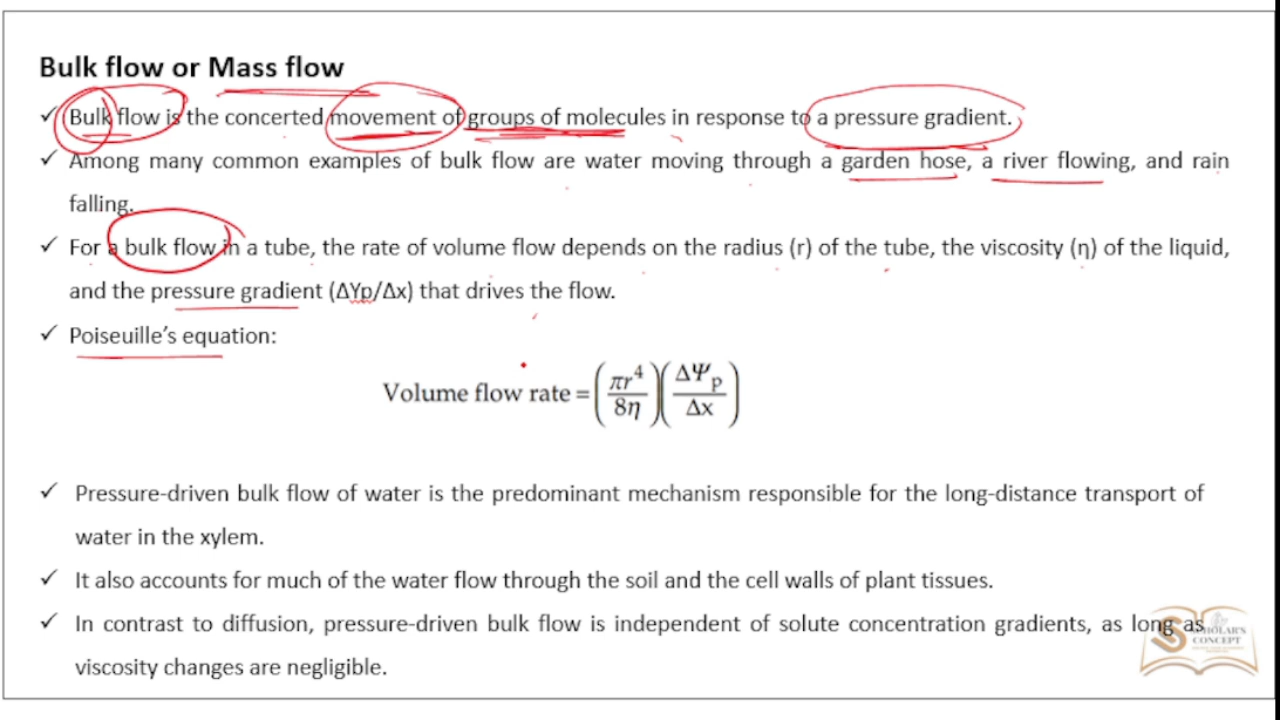 Bulk flow or Mass flow
✓ Bulk flow is the concerted movement of groups of molecules in response to a pressure gradient.
✓ Among many common examples of bulk flow are water moving through a garden hose, a river flowing, and rain
falling.
✓ For a bulk flow in a tube, the rate of volume flow depends on the radius (r) of the tube, the viscosity (η) of the liquid,
and the pressure gradient (ΔYp/Δx) that drives the flow.
✓ Poiseuille's equation:
Volume flow rate = (πr⁴/8η)(ΔΨp/Δx)
✓ Pressure-driven bulk flow of water is the predominant mechanism responsible for the long-distance transport of
water in the xylem.
✓ It also accounts for much of the water flow through the soil and the cell walls of plant tissues.
✓ In contrast to diffusion, pressure-driven bulk flow is independent of solute concentration gradients, as long as
viscosity changes are negligible.
CONCEPT